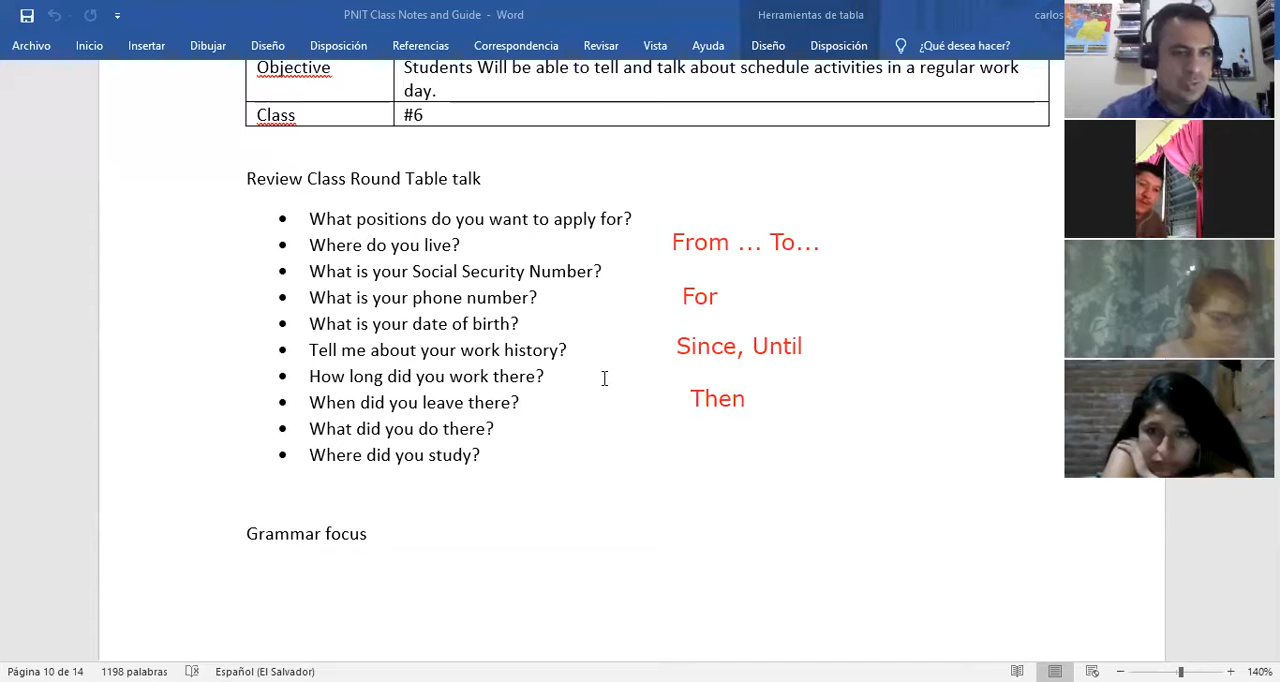 PNIT Class Notes and Guide - Word
Herramientas de tabla
carlos
Archivo Inicio Insertar Dibujar Diseño Disposición Referencias Correspondencia Revisar Vista Ayuda Diseño Disposición ¿Qué desea hacer?
Objective Students Will be able to tell and talk about schedule activities in a regular work
day.
Class #6
Review Class Round Table talk
• What positions do you want to apply for?
• Where do you live?
From ... To...
• What is your Social Security Number?
• What is your phone number?
For
• What is your date of birth?
• Tell me about your work history?
Since, Until
• How long did you work there?
• When did you leave there?
Then
• What did you do there?
• Where did you study?
Grammar focus
Página 10 de 14 1198 palabras Español (El Salvador) 140%